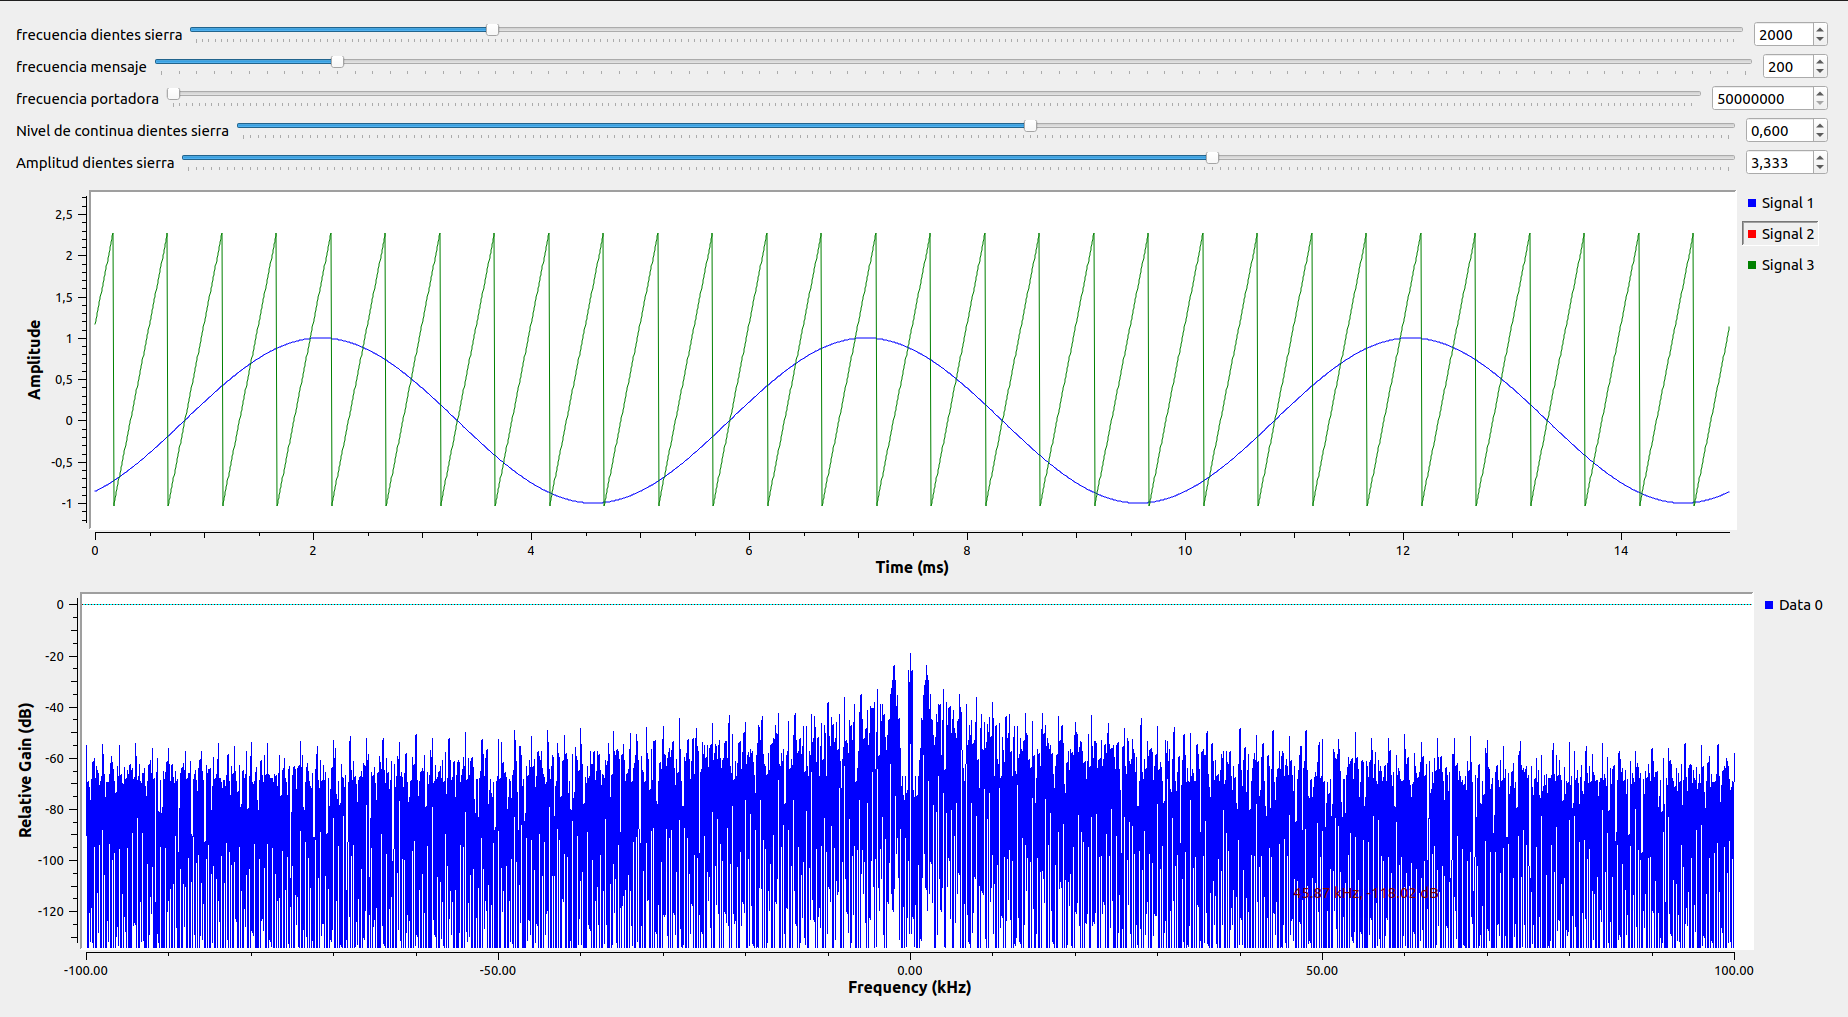 frecuencia dientes sierra 2000
frecuencia mensaje 200
frecuencia portadora 50000000
Nivel de continua dientes sierra 0,600
Amplitud dientes sierra 3,333
Signal 1
Signal 2
Signal 3
Amplitude
2,5
2
1,5
1
0,5
0
-0,5
-1
0 2 4 6 8 10 12 14
Time (ms)
Data 0
Relative Gain (dB)
0
-20
-40
-60
-80
-100
-120
-100.00 -50.00 0.00 50.00 100.00
Frequency (kHz)